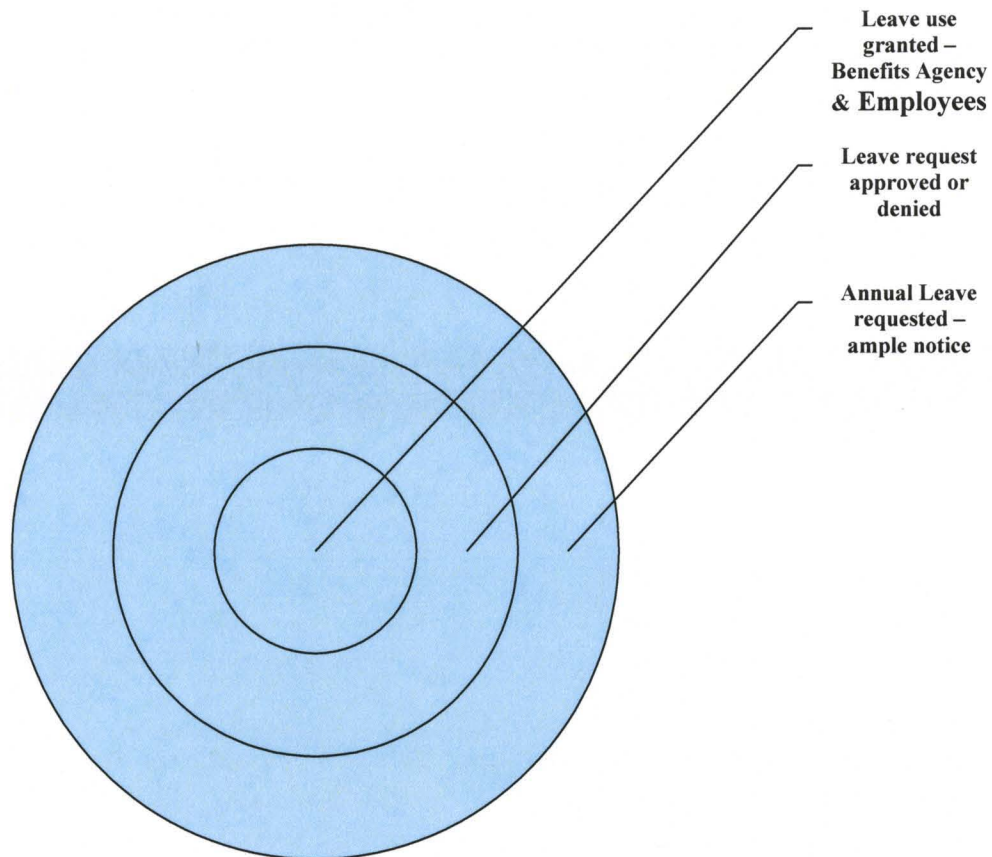 Leave use
granted –
Benefits Agency
& Employees
Leave request
approved or
denied
Annual Leave
requested –
ample notice